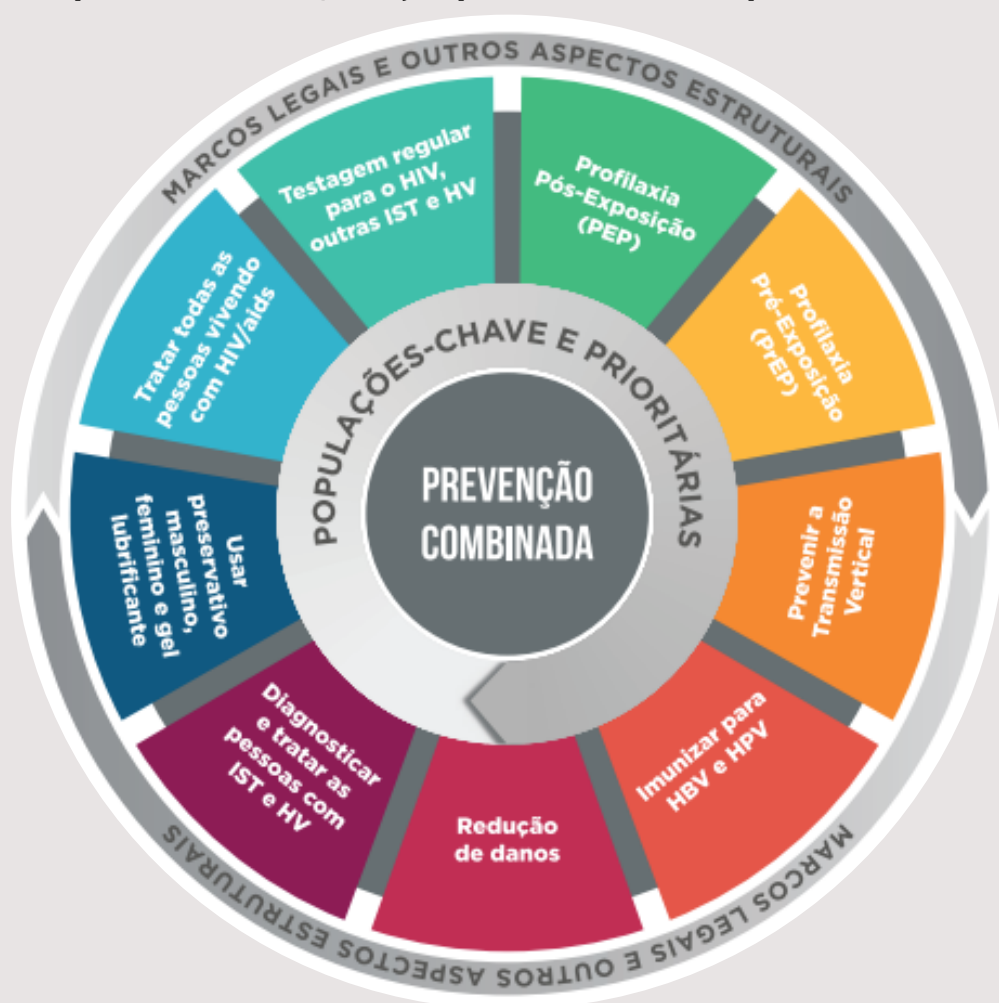 MARCOS LEGAIS E OUTROS ASPECTOS ESTRUTURAIS
Testagem regular
para o HIV,
outras IST e HV
Profilaxia
Pós-Exposição
(PEP)
Profilaxia
Pré-Exposição
(PrEP)
Prevenir a
Transmissão
Vertical
Imunizar para
HBV e HPV
Redução
de danos
Diagnosticar
e tratar as
pessoas com
IST e HV
Usar
preservativo
masculino,
feminino e gel
lubrificante
Tratar todas as
pessoas vivendo
com HIV/aids
POPULAÇÕES-CHAVE E PRIORITÁRIAS
PREVENÇÃO
COMBINADA
MARCOS LEGAIS E OUTROS ASPECTOS ESTRUTURAIS